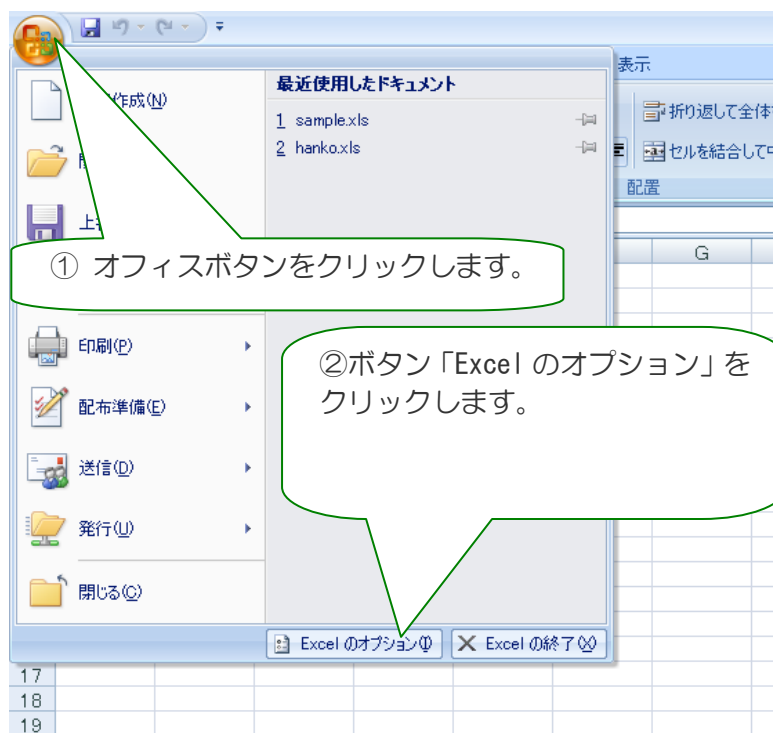 表示
最近使用したドキュメント
作成(N)
1 sample.xls
2 hanko.xls
折り返して全体
セルを結合して
配置
G
① オフィスボタンをクリックします。
印刷(P)
②ボタン「Excel のオプション」を
クリックします。
配布準備(E)
送信(D)
発行(U)
閉じる(C)
Excel のオプション(I)
Excel の終了(X)
17
18
19